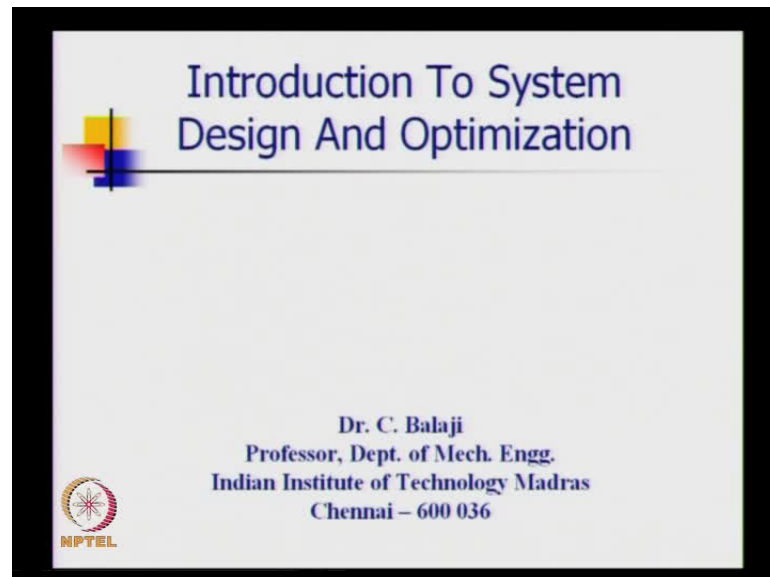 Introduction To System
Design And Optimization
Dr. C. Balaji
Professor, Dept. of Mech. Engg.
Indian Institute of Technology Madras
Chennai – 600 036
NPTEL